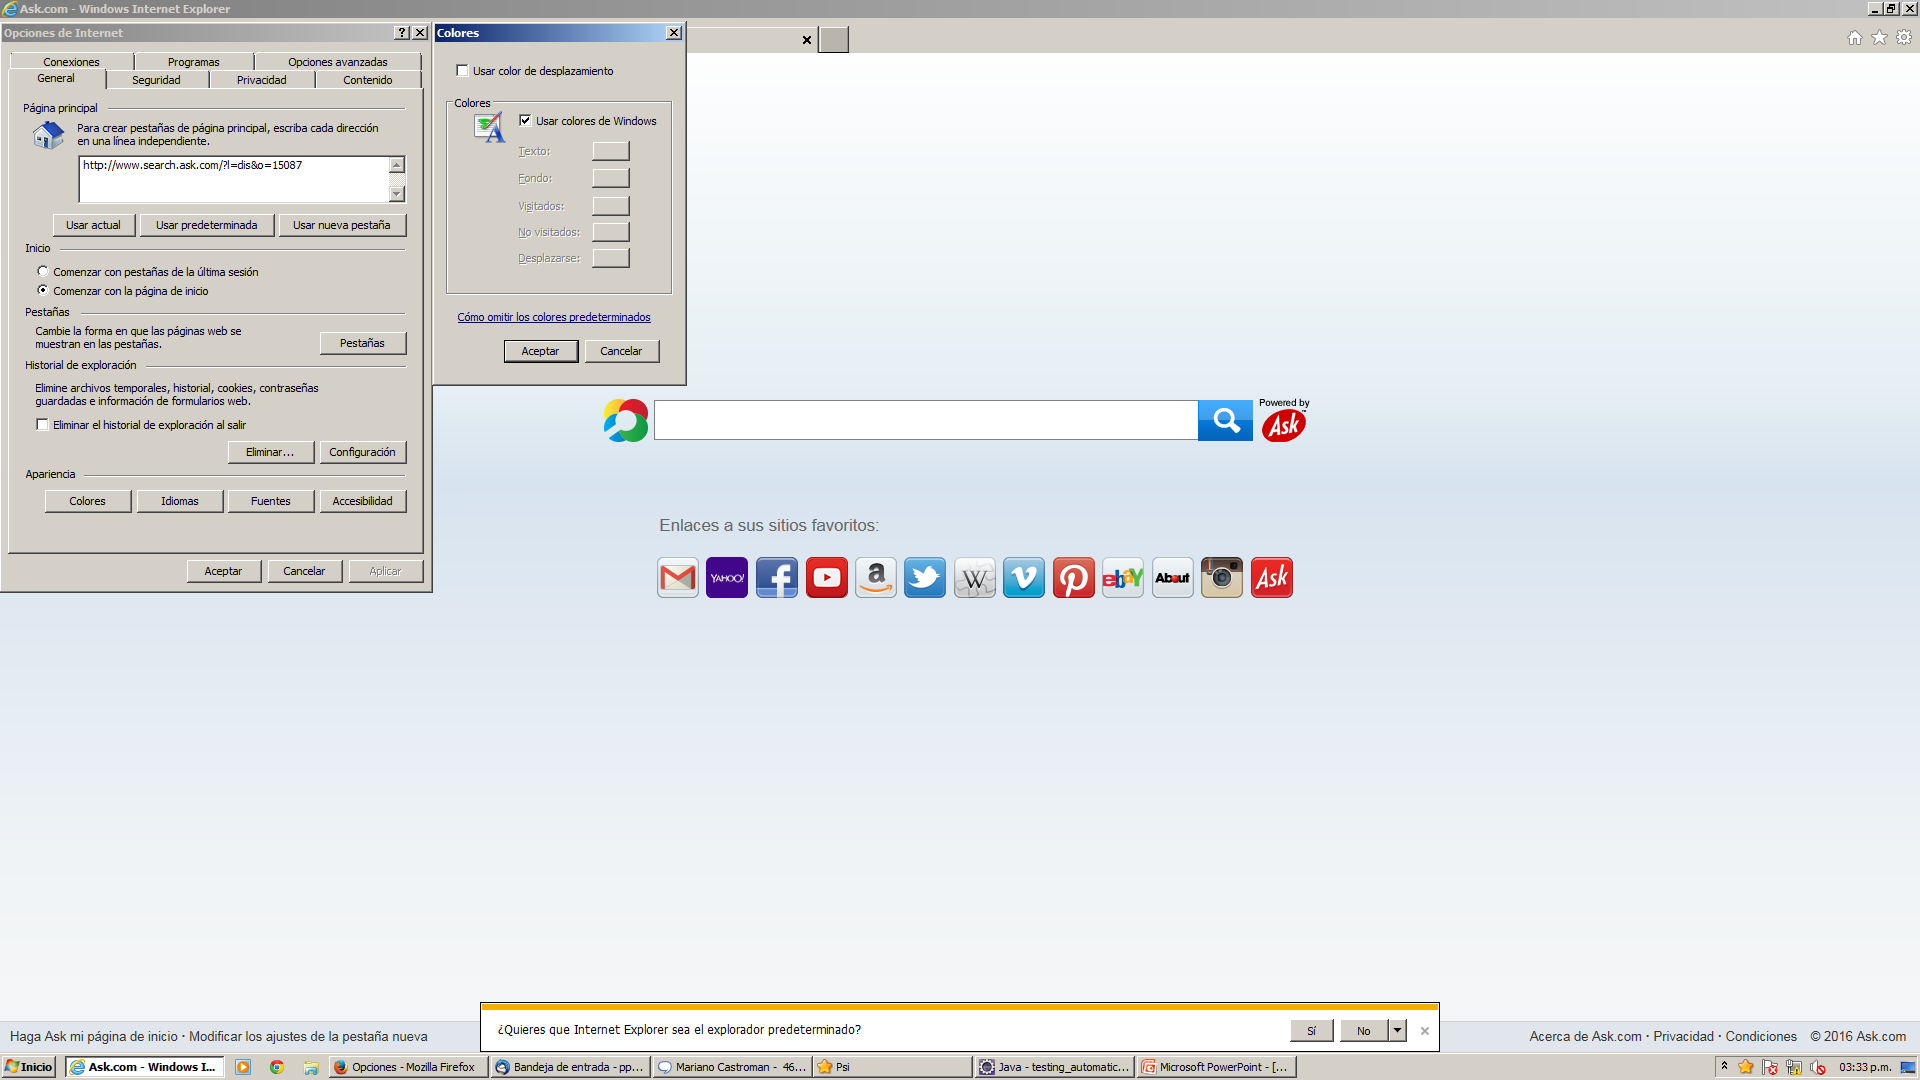 Ask.com - Windows Internet Explorer
Opciones de Internet
Conexiones
Programas
Opciones avanzadas
General
Seguridad
Privacidad
Contenido
Página principal
Para crear pestañas de página principal, escriba cada dirección
en una línea independiente.
http://www.search.ask.com/?l=dis&o=15087
Usar actual
Usar predeterminada
Usar nueva pestaña
Inicio
Comenzar con pestañas de la última sesión
Comenzar con la página de inicio
Pestañas
Cambie la forma en que las páginas web se
muestran en las pestañas.
Pestañas
Historial de exploración
Elimine archivos temporales, historial, cookies, contraseñas
guardadas e información de formularios web.
Eliminar el historial de exploración al salir
Eliminar...
Configuración
Apariencia
Colores
Idiomas
Fuentes
Accesibilidad
Aceptar
Cancelar
Aplicar
Colores
Usar color de desplazamiento
Colores
Usar colores de Windows
Texto:
Fondo:
Visitados:
No visitados:
Desplazarse:
Cómo omitir los colores predeterminados
Aceptar
Cancelar
Powered by
Ask
Enlaces a sus sitios favoritos:
YAHOO!
f
a
W
ebay
About
Ask
¿Quieres que Internet Explorer sea el explorador predeterminado?
Sí
No
Haga Ask mi página de inicio · Modificar los ajustes de la pestaña nueva
Acerca de Ask.com · Privacidad · Condiciones © 2016 Ask.com
Inicio
Ask.com - Windows I...
Opciones - Mozilla Firefox
Bandeja de entrada - pp...
Mariano Castroman - 46...
Psi
Java - testing_automatic...
Microsoft PowerPoint - [...
03:33 p.m.